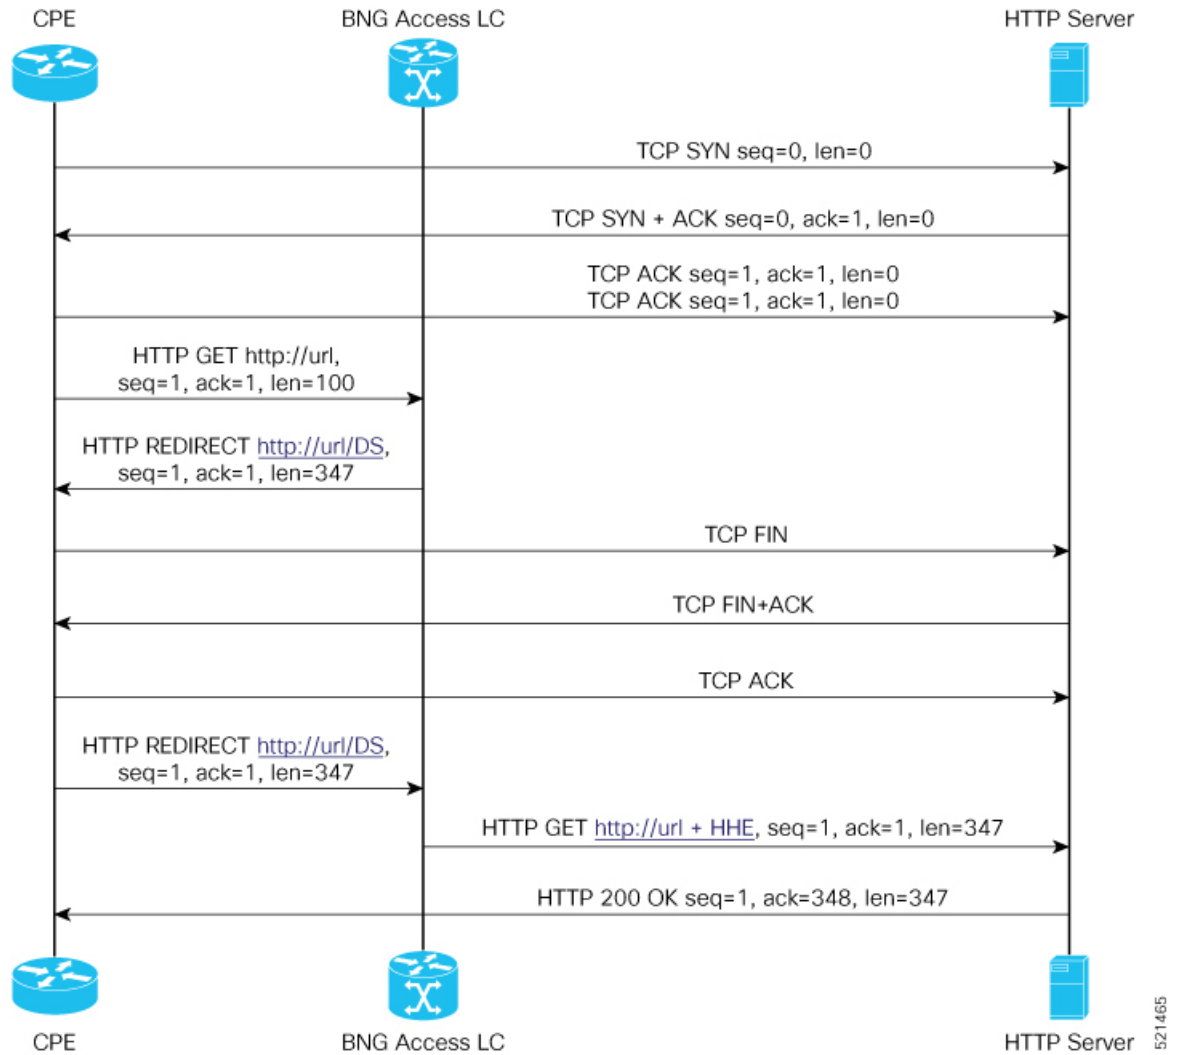 CPE
BNG Access LC
HTTP Server
TCP SYN seq=0, len=0
TCP SYN + ACK seq=0, ack=1, len=0
TCP ACK seq=1, ack=1, len=0
TCP ACK seq=1, ack=1, len=0
HTTP GET http://url,
seq=1, ack=1, len=100
HTTP REDIRECT http://url/DS,
seq=1, ack=1, len=347
TCP FIN
TCP FIN+ACK
TCP ACK
HTTP REDIRECT http://url/DS,
seq=1, ack=1, len=347
HTTP GET http://url + HHE, seq=1, ack=1, len=347
HTTP 200 OK seq=1, ack=348, len=347
CPE
BNG Access LC
HTTP Server
521465